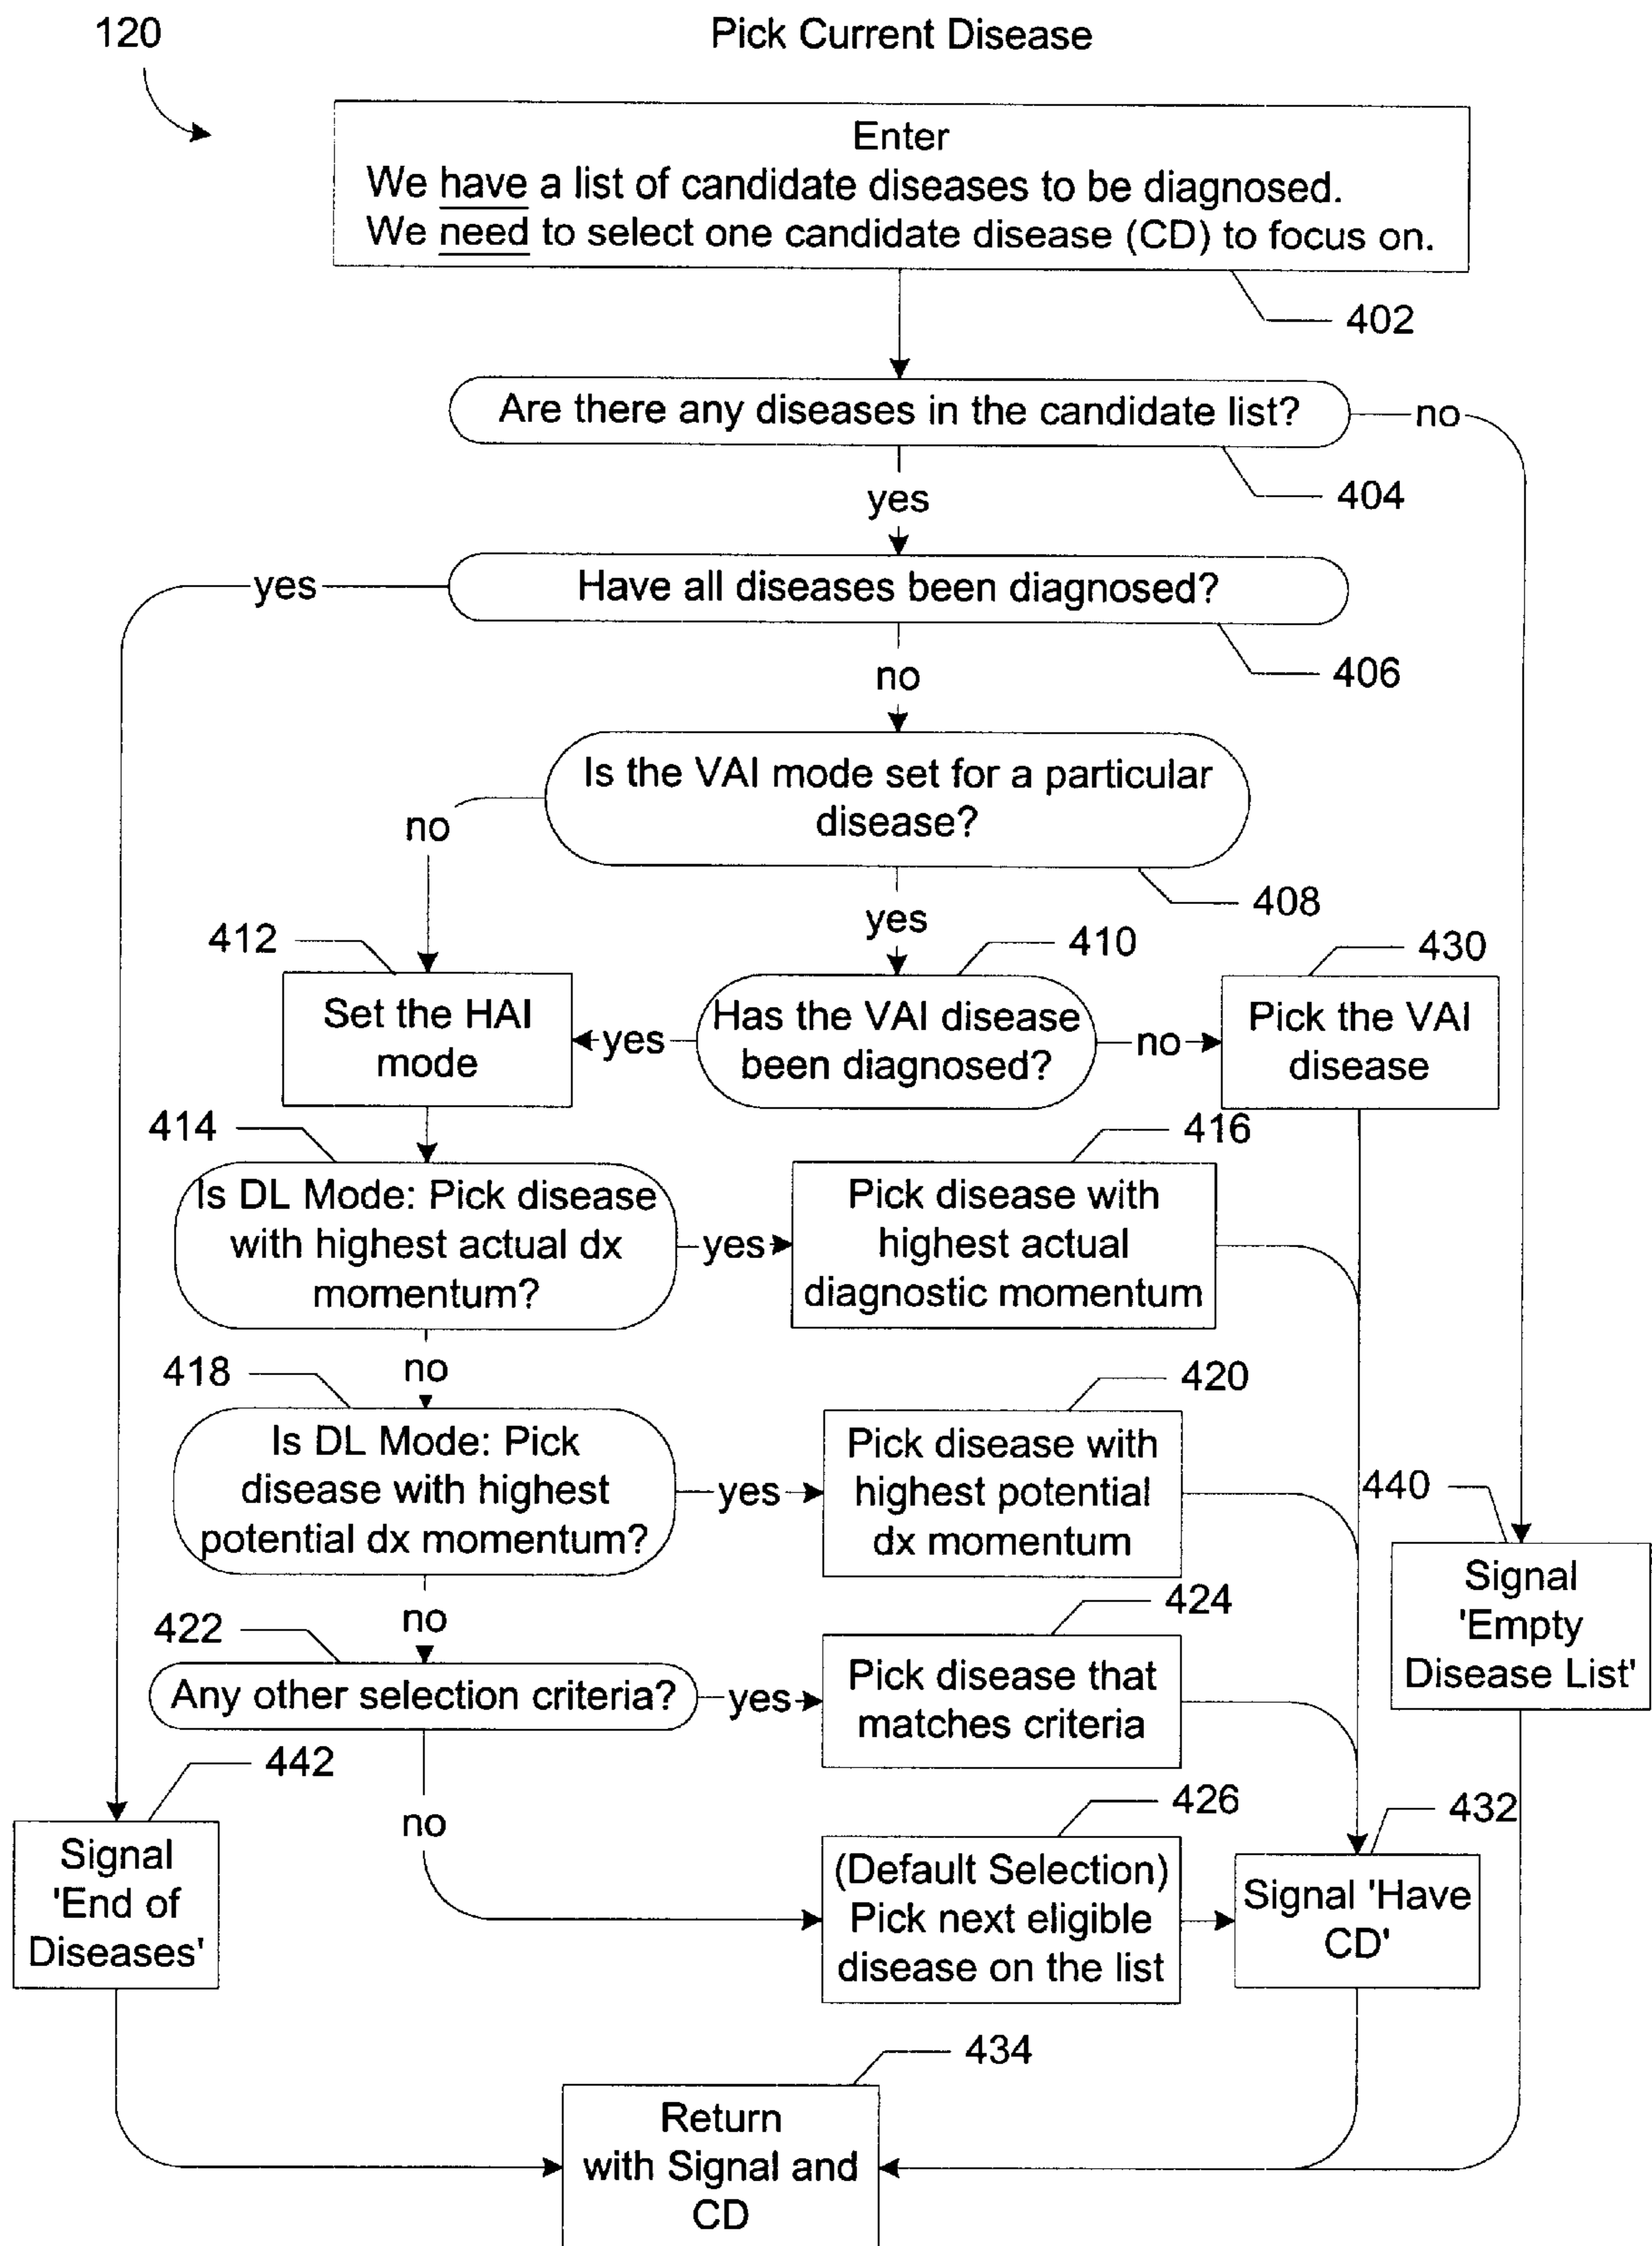 120
Pick Current Disease
Enter
We have a list of candidate diseases to be diagnosed.
We need to select one candidate disease (CD) to focus on.
402
Are there any diseases in the candidate list?
no
404
yes
Have all diseases been diagnosed?
yes
406
no
Is the VAI mode set for a particular
disease?
no
408
yes
412
410
430
Set the HAI
mode
yes
Has the VAI disease
been diagnosed?
no
Pick the VAI
disease
414
416
Is DL Mode: Pick disease
with highest actual dx
momentum?
yes
Pick disease with
highest actual
diagnostic momentum
no
418
420
Is DL Mode: Pick
disease with highest
potential dx momentum?
yes
Pick disease with
highest potential
dx momentum
440
Signal
'Empty
Disease List'
no
422
424
Any other selection criteria?
yes
Pick disease that
matches criteria
442
no
426
432
Signal
'End of
Diseases'
(Default Selection)
Pick next eligible
disease on the list
Signal 'Have
CD'
434
Return
with Signal and
CD